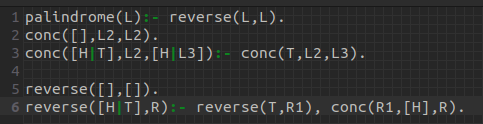 1 palindrome(L):- reverse(L,L).
2 conc([],L2,L2).
3 conc([H|T],L2,[H|L3]):- conc(T,L2,L3).
4
5 reverse([],[]).
6 reverse([H|T],R):- reverse(T,R1), conc(R1,[H],R).